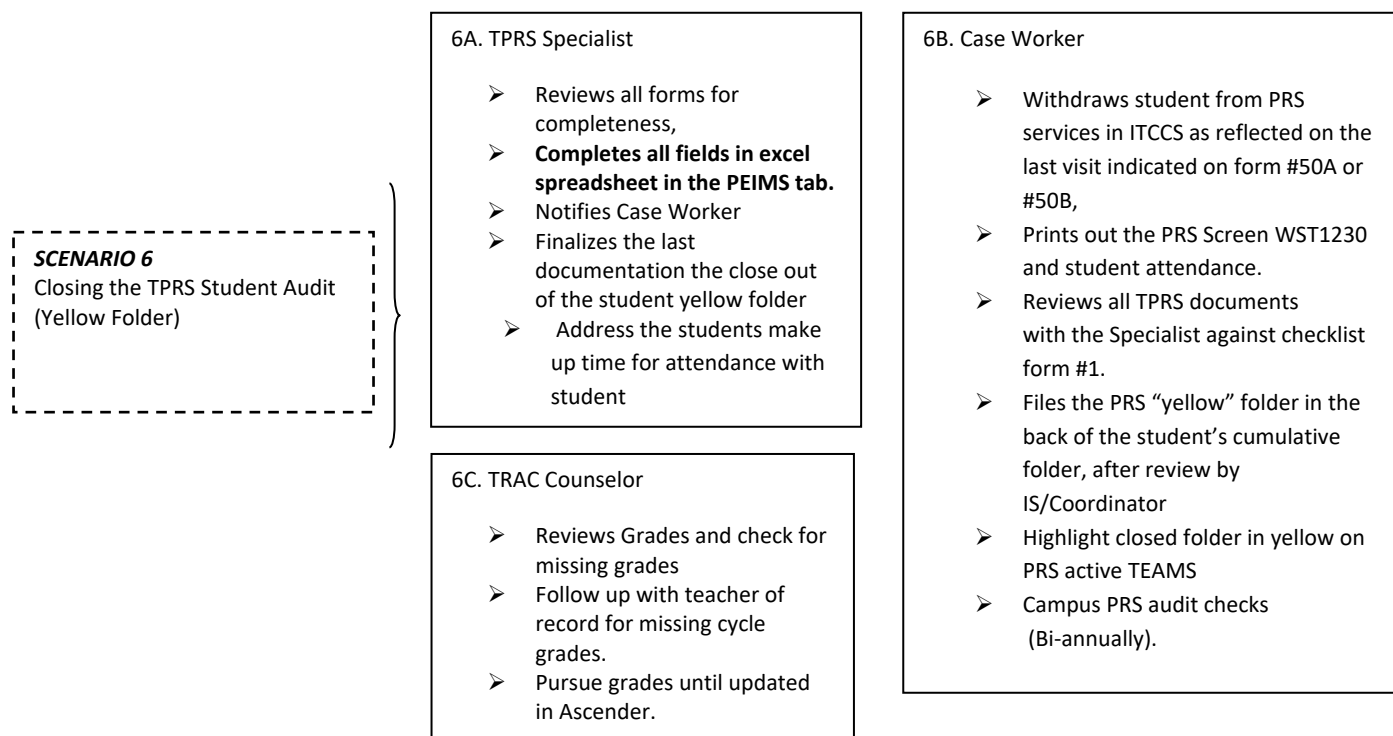 SCENARIO 6
Closing the TPRS Student Audit
(Yellow Folder)
6A. TPRS Specialist
➢ Reviews all forms for
completeness,
➢ Completes all fields in excel
spreadsheet in the PEIMS tab.
➢ Notifies Case Worker
➢ Finalizes the last
documentation the close out
of the student yellow folder
➢ Address the students make
up time for attendance with
student
6B. Case Worker
➢ Withdraws student from PRS
services in ITCCS as reflected on the
last visit indicated on form #50A or
#50B,
➢ Prints out the PRS Screen WST1230
and student attendance.
➢ Reviews all TPRS documents
with the Specialist against checklist
form #1.
➢ Files the PRS “yellow” folder in the
back of the student’s cumulative
folder, after review by
IS/Coordinator
➢ Highlight closed folder in yellow on
PRS active TEAMS
➢ Campus PRS audit checks
(Bi-annually).
6C. TRAC Counselor
➢ Reviews Grades and check for
missing grades
➢ Follow up with teacher of
record for missing cycle
grades.
➢ Pursue grades until updated
in Ascender.